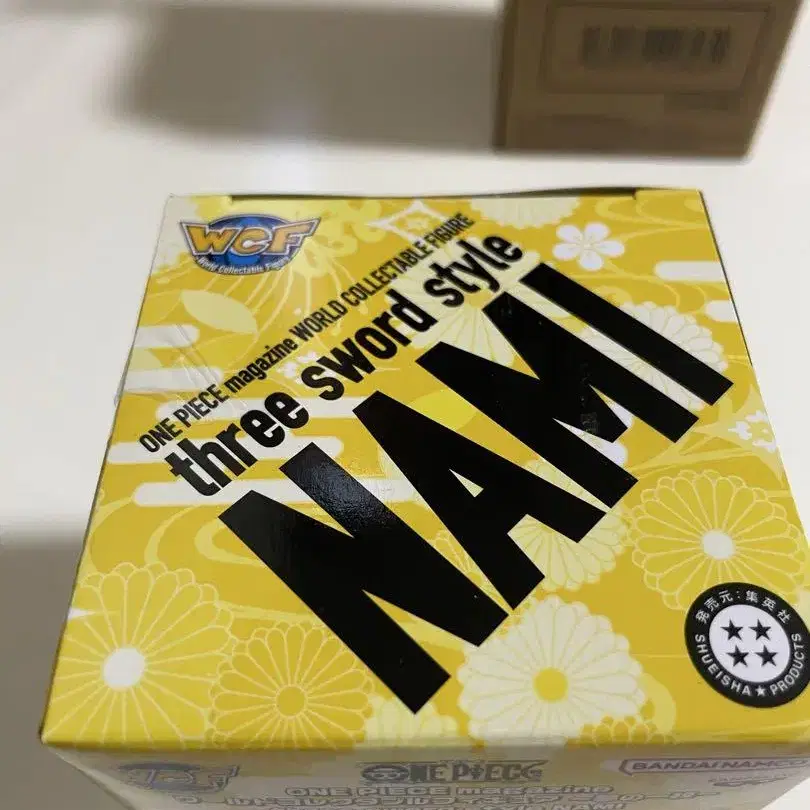 WCF
World Collectable Figure
ONE PIECE magazine WORLD COLLECTABLE FIGURE
three sword style
NAMI
発売元:集英社
SHUEISHA★PRODUCTS
WCF
ONE PIECE
BANDAI NAMCO
ONE PIECE magazine